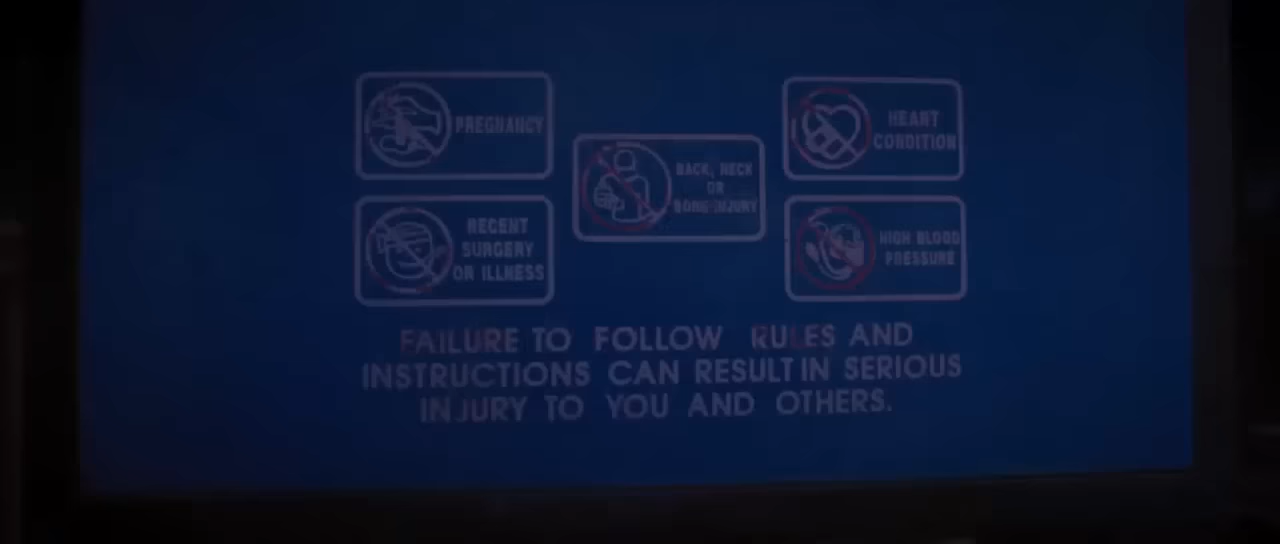 PREGNANCY
RECENT
SURGERY
OR ILLNESS
BACK, NECK
OR
BONE INJURY
HEART
CONDITION
HIGH BLOOD
PRESSURE
FAILURE TO FOLLOW RULES AND
INSTRUCTIONS CAN RESULT IN SERIOUS
INJURY TO YOU AND OTHERS.